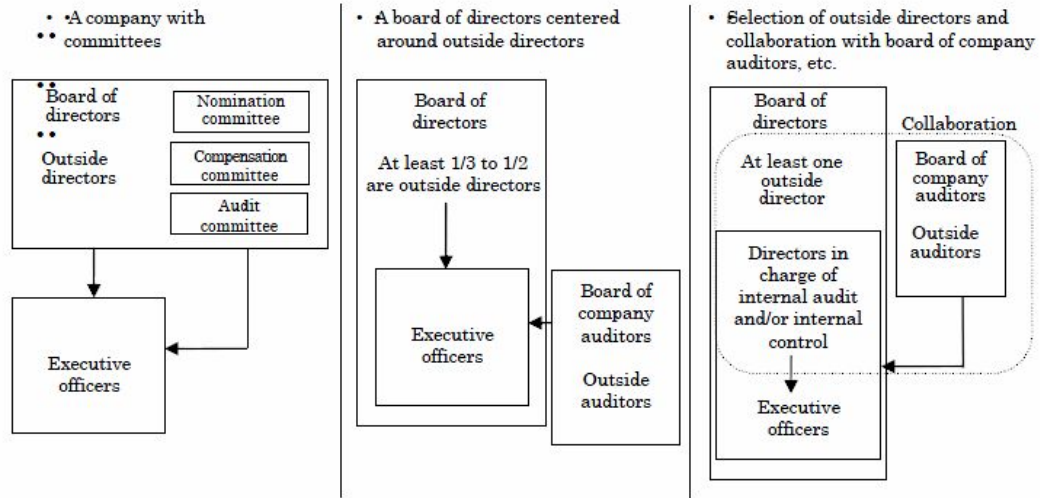 • A company with
committees
Board of
directors
Outside
directors
Nomination
committee
Compensation
committee
Audit
committee
Executive
officers
• A board of directors centered
around outside directors
Board of
directors
At least 1/3 to 1/2
are outside directors
Executive
officers
Board of
company
auditors
Outside
auditors
• Selection of outside directors and
collaboration with board of company
auditors, etc.
Board of
directors
Collaboration
At least one
outside
director
Board of
company
auditors
Outside
auditors
Directors in
charge of
internal audit
and/or internal
control
Executive
officers